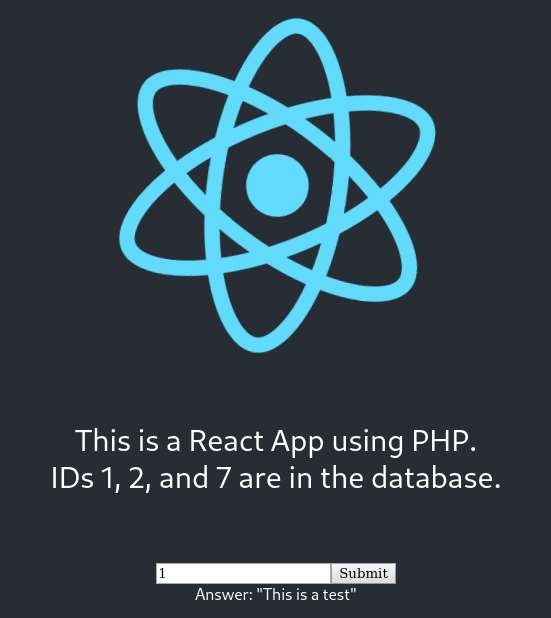 This is a React App using PHP.
IDs 1, 2, and 7 are in the database.
1 Submit
Answer: "This is a test"